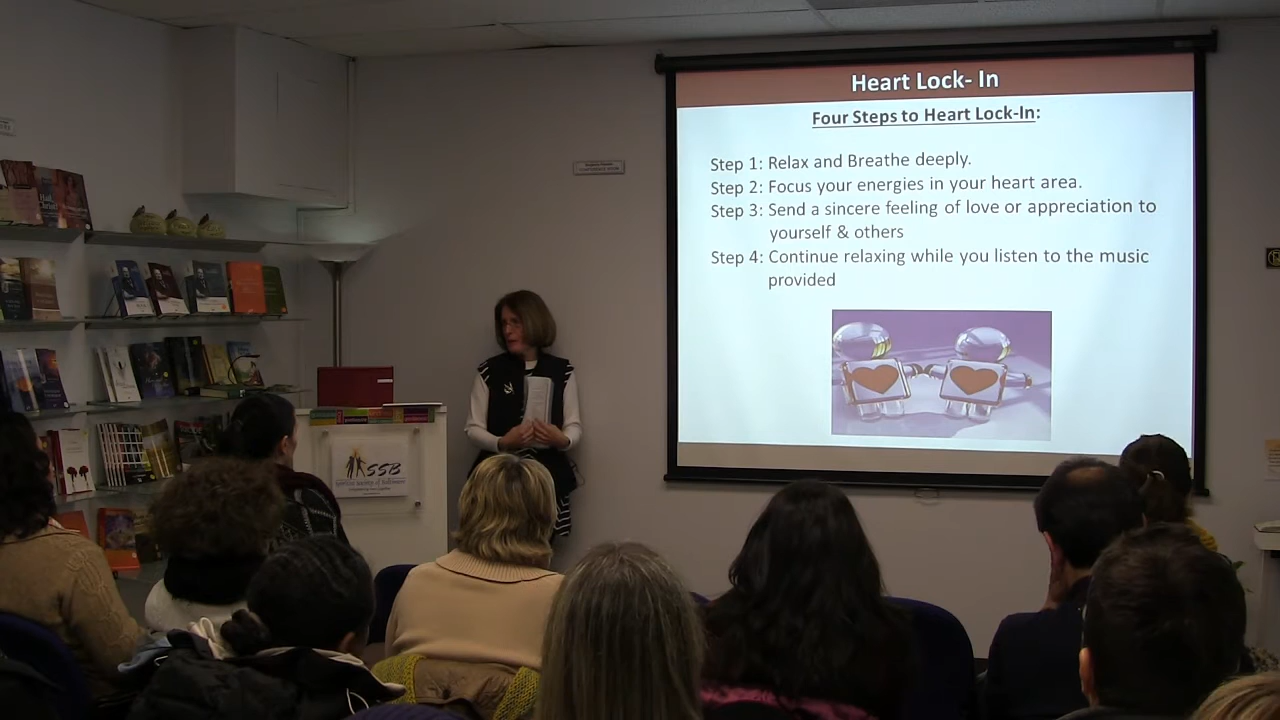 Heart Lock- In
Four Steps to Heart Lock-In:
Step 1: Relax and Breathe deeply.
Step 2: Focus your energies in your heart area.
Step 3: Send a sincere feeling of love or appreciation to
yourself & others
Step 4: Continue relaxing while you listen to the music
provided
SSB